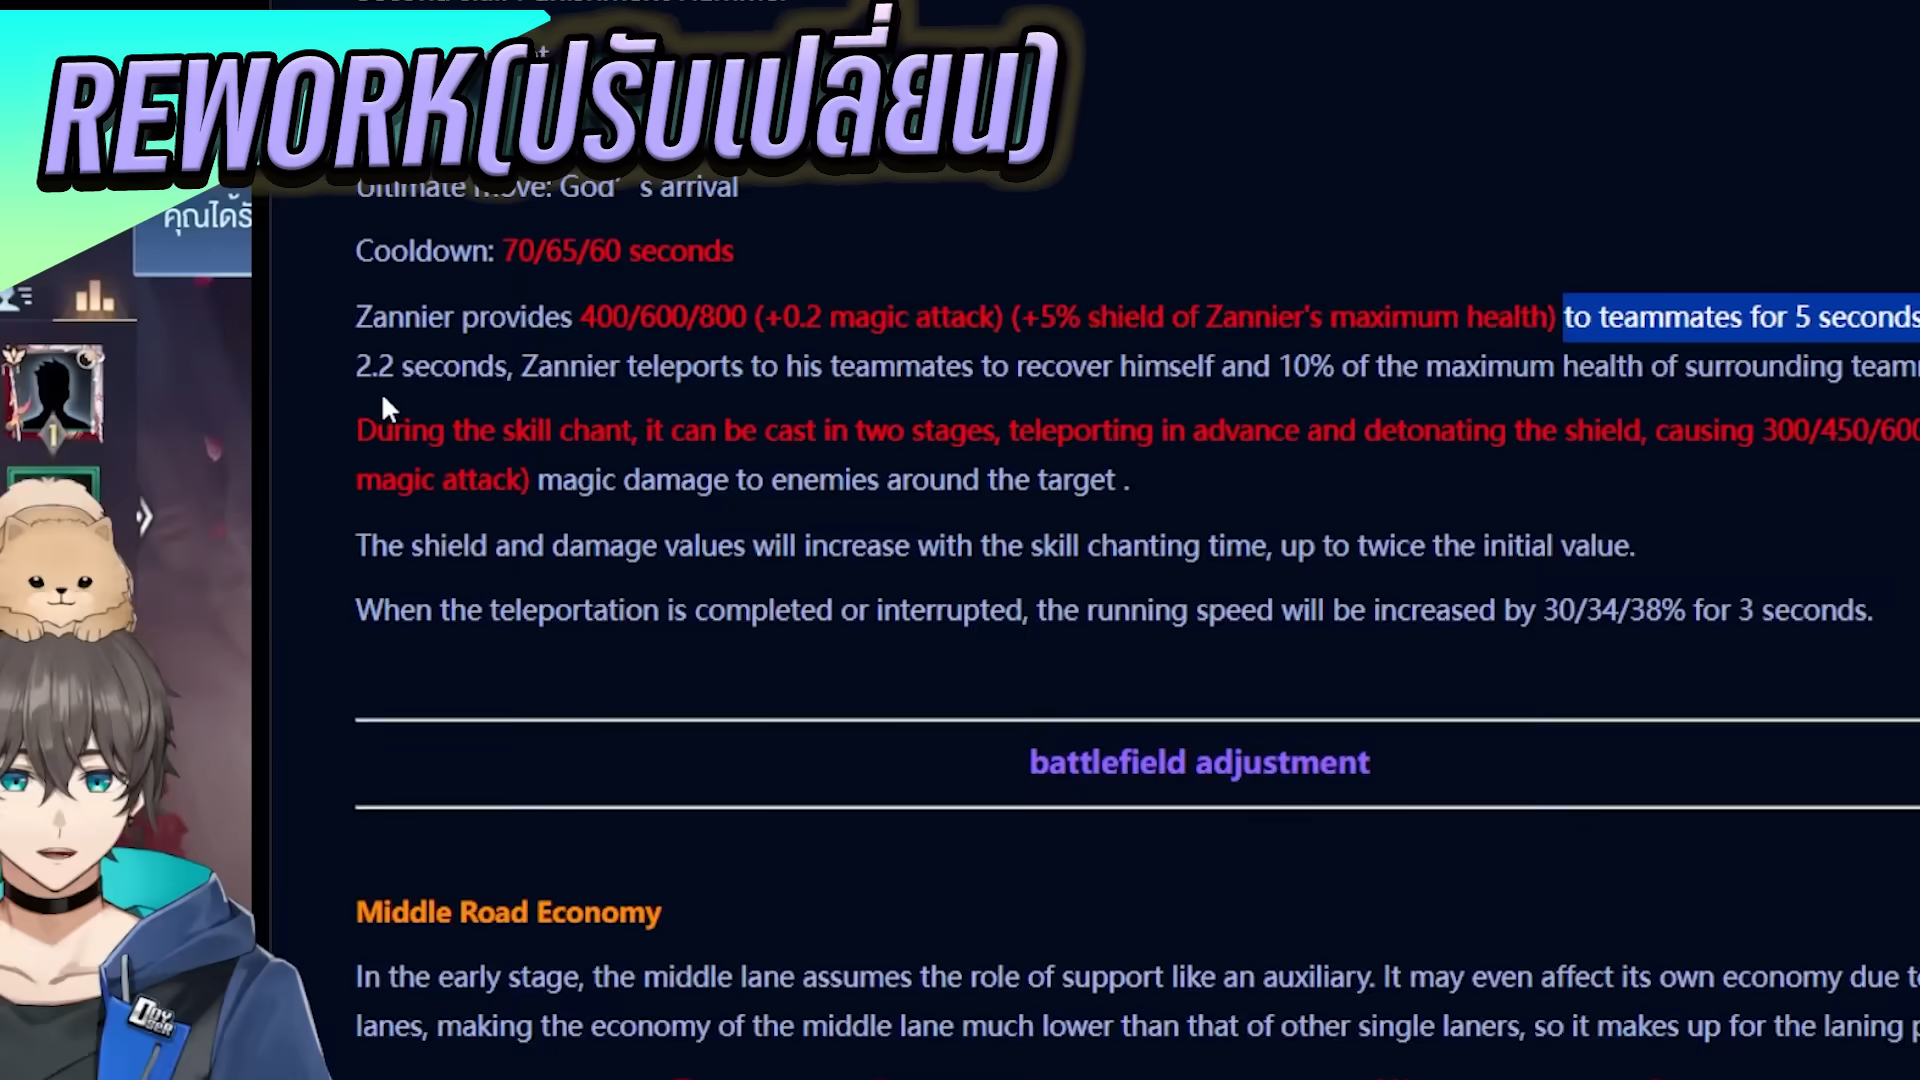 REWORK(ปรับเปลี่ยน)
Ultimate move: God´s arrival
คุณได้รั
Cooldown: 70/65/60 seconds
Zannier provides 400/600/800 (+0.2 magic attack) (+5% shield of Zannier's maximum health) to teammates for 5 seconds
2.2 seconds, Zannier teleports to his teammates to recover himself and 10% of the maximum health of surrounding team
During the skill chant, it can be cast in two stages, teleporting in advance and detonating the shield, causing 300/450/600
magic attack) magic damage to enemies around the target .
1
The shield and damage values will increase with the skill chanting time, up to twice the initial value.
When the teleportation is completed or interrupted, the running speed will be increased by 30/34/38% for 3 seconds.
battlefield adjustment
Middle Road Economy
In the early stage, the middle lane assumes the role of support like an auxiliary. It may even affect its own economy due to
lanes, making the economy of the middle lane much lower than that of other single laners, so it makes up for the laning p